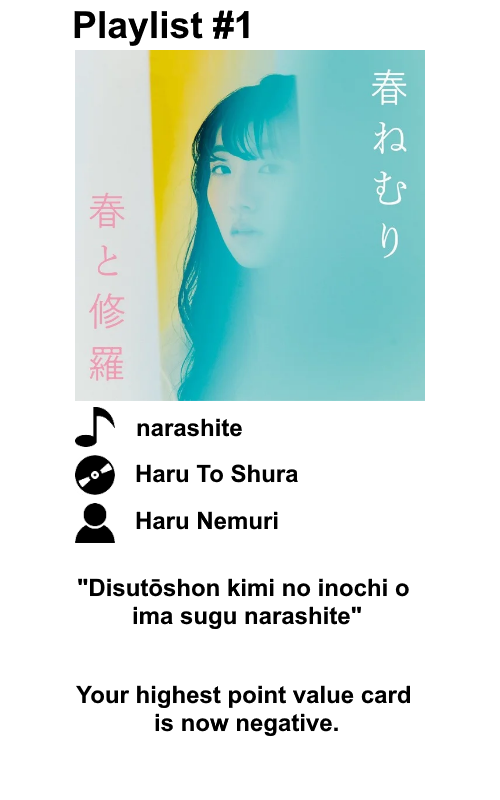 Playlist #1
春ねむり
春と修羅
narashite
Haru To Shura
Haru Nemuri
"Disutōshon kimi no inochi o
ima sugu narashite"
Your highest point value card
is now negative.